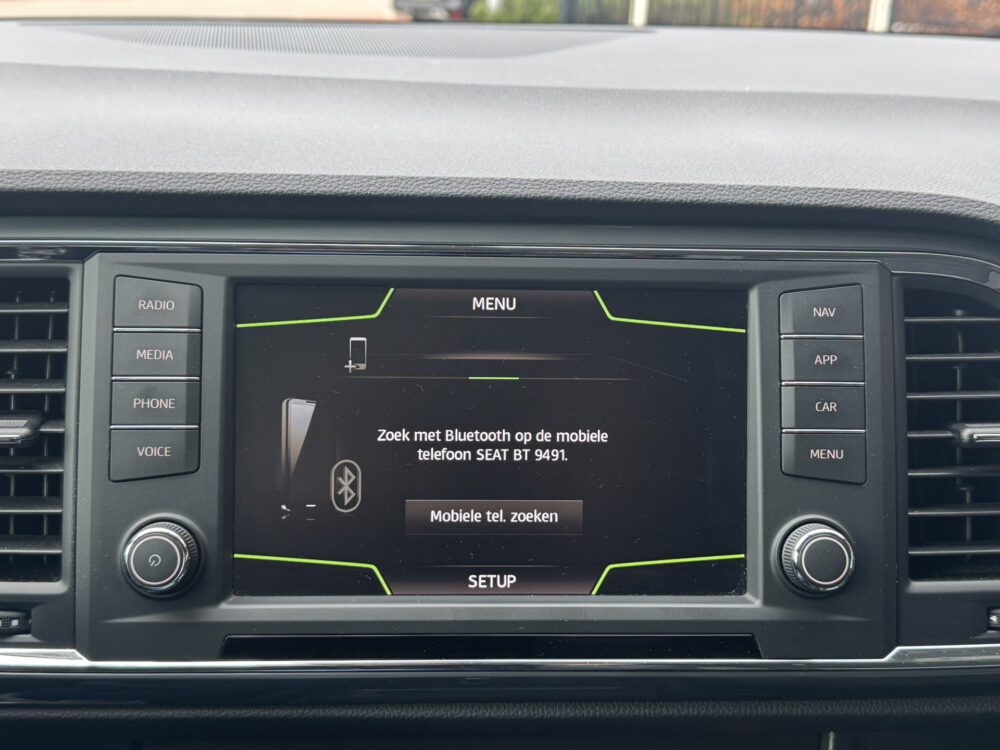 RADIO
MEDIA
PHONE
VOICE
MENU
Zoek met Bluetooth op de mobiele
telefoon SEAT BT 9491.
Mobiele tel. zoeken
SETUP
NAV
APP
CAR
MENU